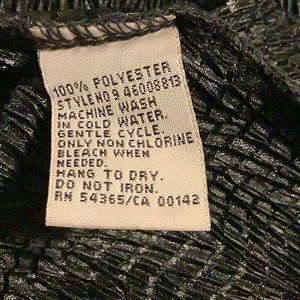 100% POLYESTER
STYLE NO 9 46008813
MACHINE WASH
IN COLD WATER.
GENTLE CYCLE.
ONLY NON CHLORINE
BLEACH WHEN
NEEDED.
HANG TO DRY.
DO NOT IRON.
RN 54365/CA 00142